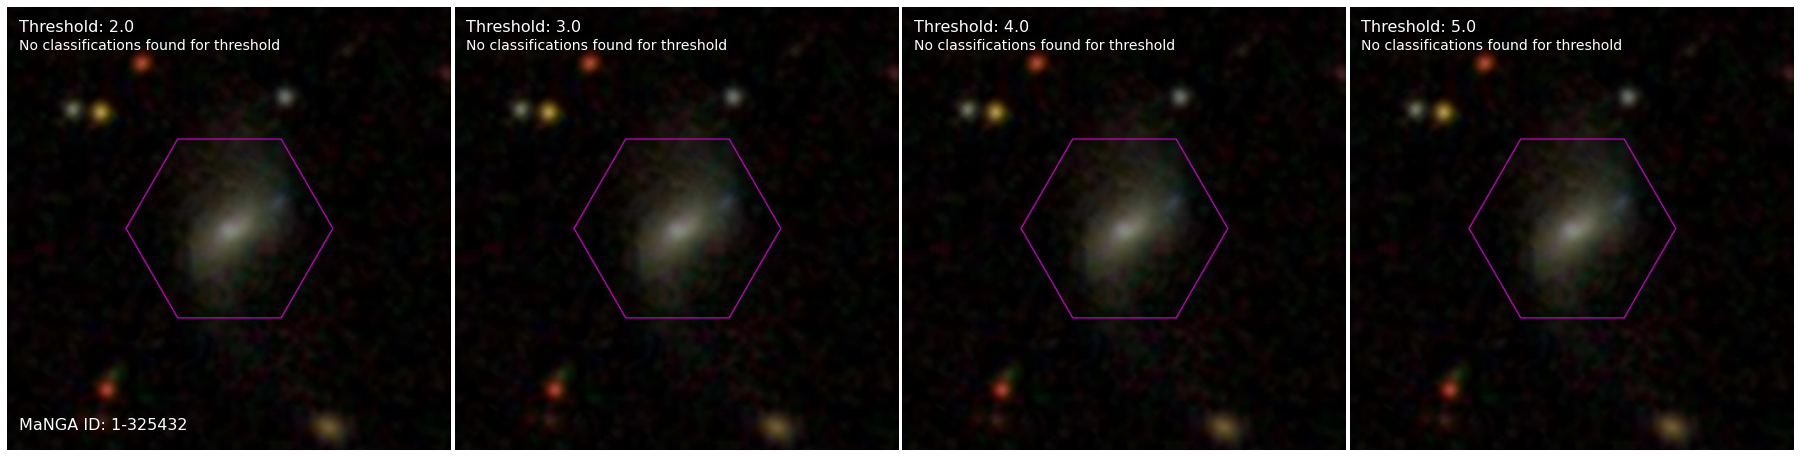 Threshold: 2.0
No classifications found for threshold
MaNGA ID: 1-325432
Threshold: 3.0
No classifications found for threshold
Threshold: 4.0
No classifications found for threshold
Threshold: 5.0
No classifications found for threshold